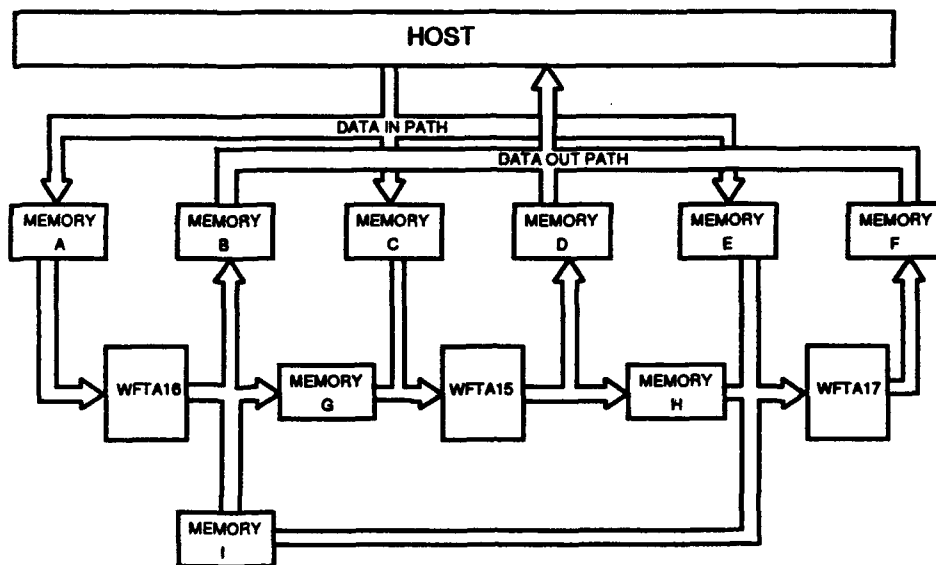 HOST
DATA IN PATH
DATA OUT PATH
MEMORY
A
MEMORY
B
MEMORY
C
MEMORY
D
MEMORY
E
MEMORY
F
WFTA16
MEMORY
G
WFTA15
MEMORY
H
WFTA17
MEMORY
I